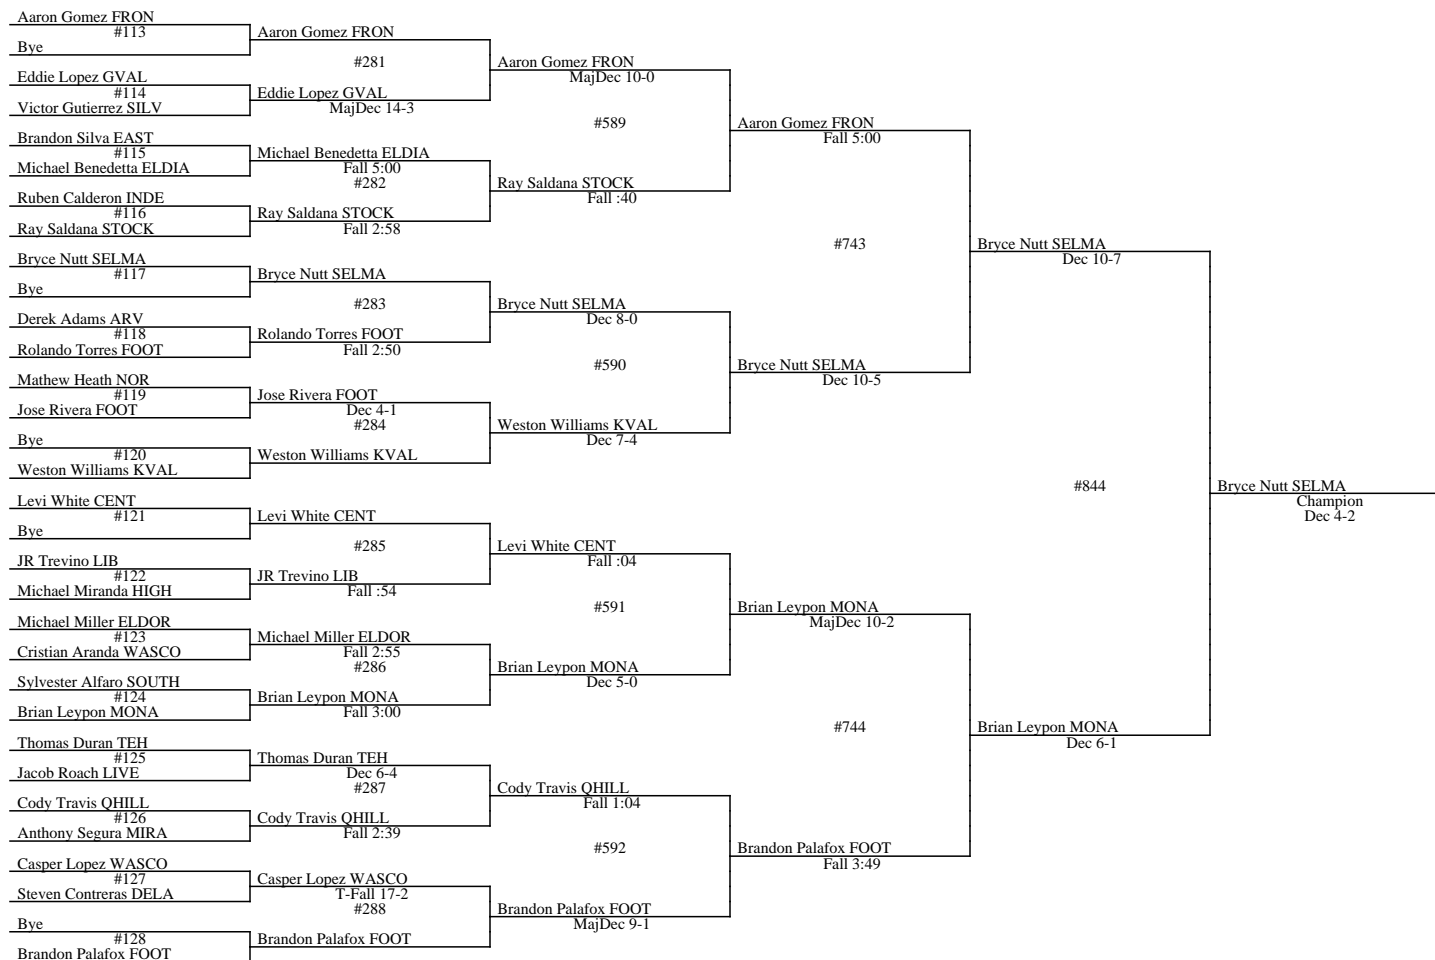 Aaron Gomez FRON
#113
Bye
Eddie Lopez GVAL
#114
Victor Gutierrez SILV
Brandon Silva EAST
#115
Michael Benedetta ELDIA
Ruben Calderon INDE
#116
Ray Saldana STOCK
Bryce Nutt SELMA
#117
Bye
Derek Adams ARV
#118
Rolando Torres FOOT
Mathew Heath NOR
#119
Jose Rivera FOOT
Bye
#120
Weston Williams KVAL
Levi White CENT
#121
Bye
JR Trevino LIB
#122
Michael Miranda HIGH
Michael Miller ELDOR
#123
Cristian Aranda WASCO
Sylvester Alfaro SOUTH
#124
Brian Leypon MONA
Thomas Duran TEH
#125
Jacob Roach LIVE
Cody Travis QHILL
#126
Anthony Segura MIRA
Casper Lopez WASCO
#127
Steven Contreras DELA
Bye
#128
Brandon Palafox FOOT
Aaron Gomez FRON
#281
Eddie Lopez GVAL
MajDec 14-3
Michael Benedetta ELDIA
Fall 5:00
#282
Ray Saldana STOCK
Fall 2:58
Bryce Nutt SELMA
#283
Rolando Torres FOOT
Fall 2:50
Jose Rivera FOOT
Dec 4-1
#284
Weston Williams KVAL
Levi White CENT
#285
JR Trevino LIB
Fall :54
Michael Miller ELDOR
Fall 2:55
#286
Brian Leypon MONA
Fall 3:00
Thomas Duran TEH
Dec 6-4
#287
Cody Travis QHILL
Fall 2:39
Casper Lopez WASCO
T-Fall 17-2
#288
Brandon Palafox FOOT
Aaron Gomez FRON
MajDec 10-0
#589
Ray Saldana STOCK
Fall :40
Bryce Nutt SELMA
Dec 8-0
#590
Weston Williams KVAL
Dec 7-4
Levi White CENT
Fall :04
#591
Brian Leypon MONA
Dec 5-0
Cody Travis QHILL
Fall 1:04
#592
Brandon Palafox FOOT
MajDec 9-1
Aaron Gomez FRON
Fall 5:00
#743
Bryce Nutt SELMA
Dec 10-5
Brian Leypon MONA
MajDec 10-2
#744
Brandon Palafox FOOT
Fall 3:49
Bryce Nutt SELMA
Dec 10-7
#844
Brian Leypon MONA
Dec 6-1
Bryce Nutt SELMA
Champion
Dec 4-2